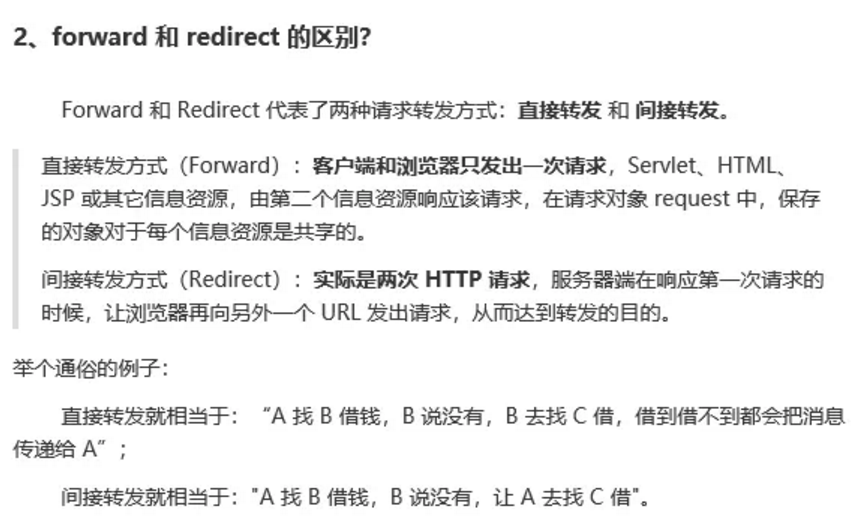 2、forward 和 redirect 的区别?
Forward 和 Redirect 代表了两种请求转发方式：直接转发 和 间接转发。
直接转发方式（Forward）：客户端和浏览器只发出一次请求，Servlet、HTML、
JSP 或其它信息资源，由第二个信息资源响应该请求，在请求对象 request 中，保存
的对象对于每个信息资源是共享的。
间接转发方式（Redirect）：实际是两次 HTTP 请求，服务器端在响应第一次请求的
时候，让浏览器再向另外一个 URL 发出请求，从而达到转发的目的。
举个通俗的例子：
直接转发就相当于：“A 找 B 借钱，B 说没有，B 去找 C 借，借到借不到都会把消息
传递给 A”；
间接转发就相当于："A 找 B 借钱，B 说没有，让 A 去找 C 借"。